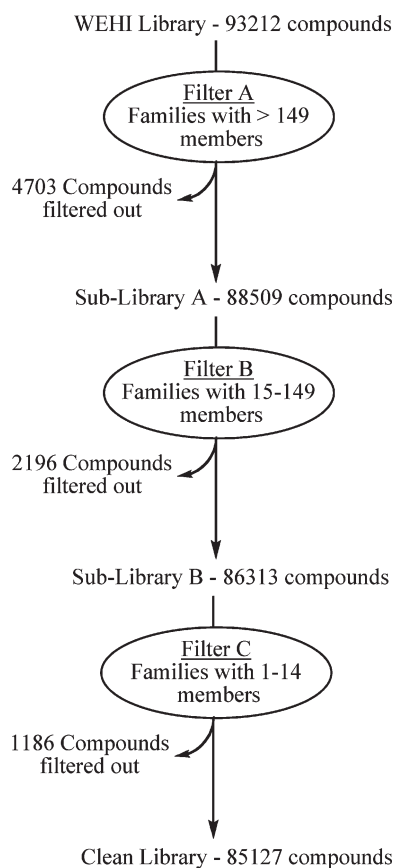 WEHI Library - 93212 compounds
Filter A
Families with > 149
members
4703 Compounds
filtered out
Sub-Library A - 88509 compounds
Filter B
Families with 15-149
members
2196 Compounds
filtered out
Sub-Library B - 86313 compounds
Filter C
Families with 1-14
members
1186 Compounds
filtered out
Clean Library - 85127 compounds